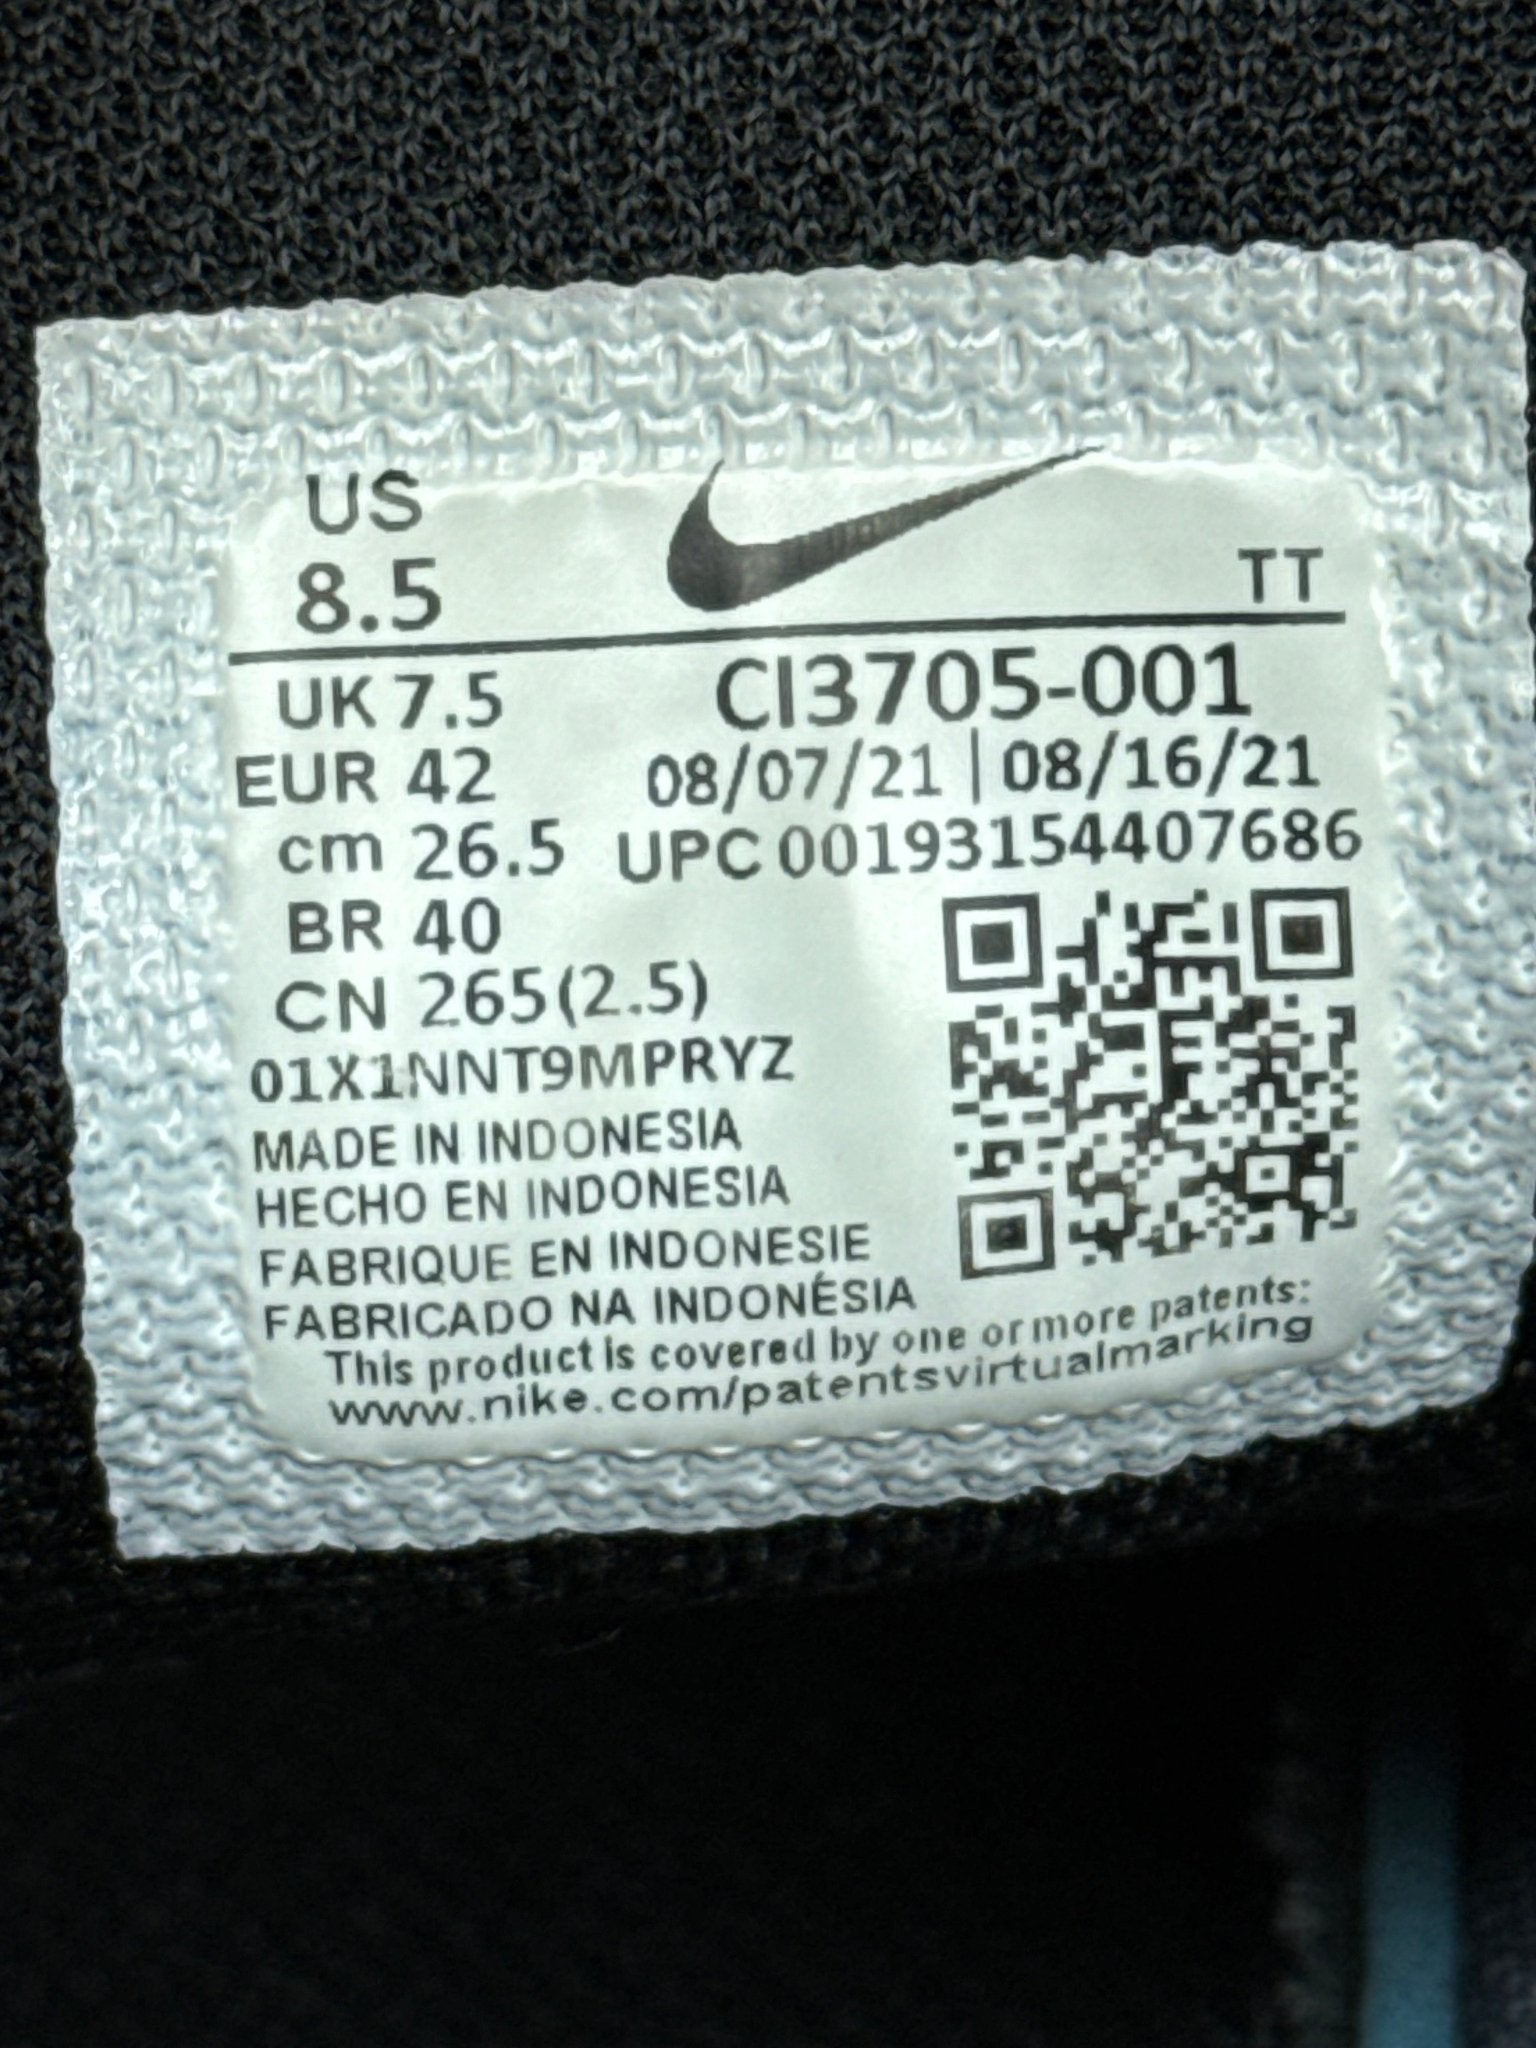 US
8.5
TT
UK 7.5
CI3705-001
EUR 42
08/07/21 | 08/16/21
cm 26.5
UPC 00193154407686
BR 40
CN 265(2.5)
01X1NNT9MPRYZ
MADE IN INDONESIA
HECHO EN INDONESIA
FABRIQUE EN INDONESIE
FABRICADO NA INDONÉSIA
This product is covered by one or more patents:
www.nike.com/patentsvirtualmarking